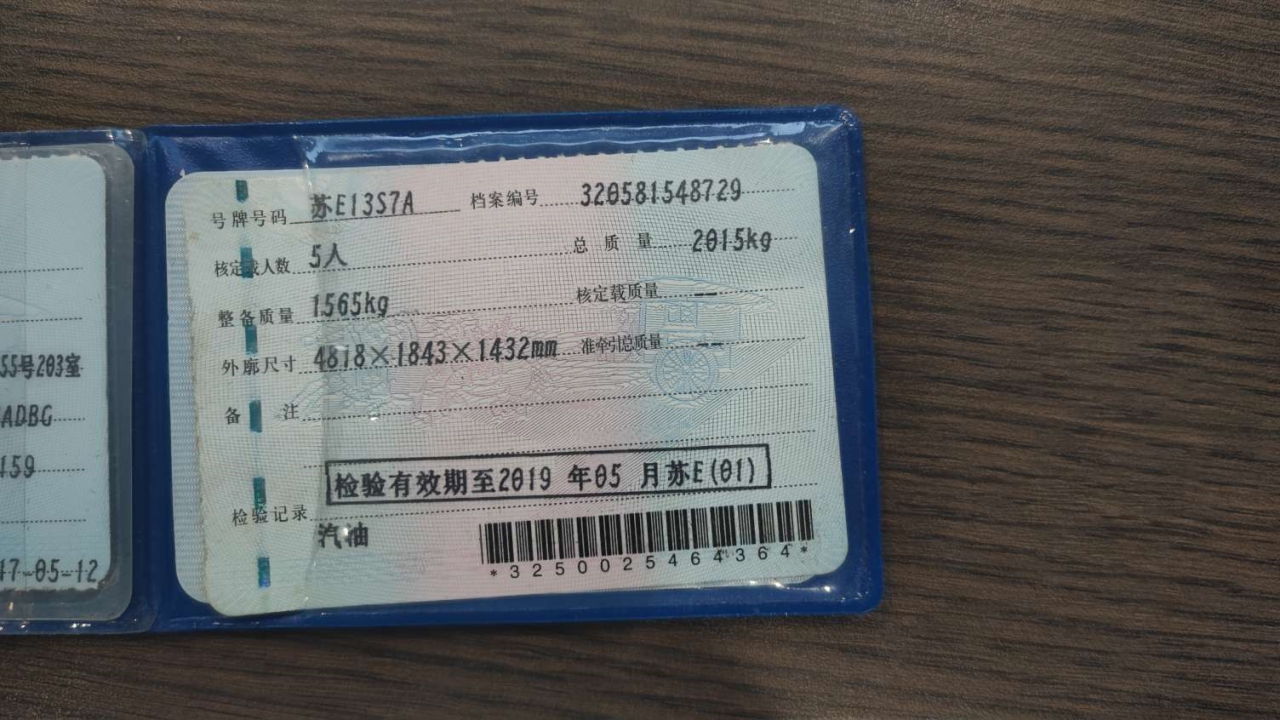 55号203室
ADBG
159
17-05-12
号牌号码 苏E13S7A 档案编号 320581548729
核定载人数 5人 总质量 2015kg
整备质量 1565kg 核定载质量 --
外廓尺寸 4818×1843×1432mm 准牵引总质量 --
备注
检验有效期至2019 年05 月苏E(01)
检验记录
汽油
*3250025464364*